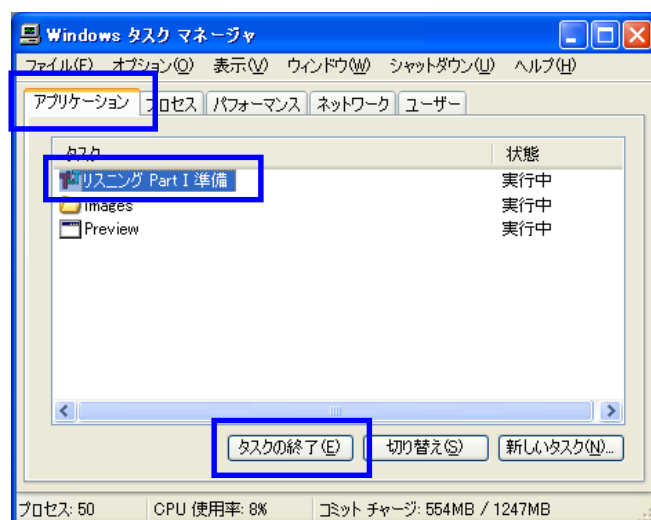 Windows タスク マネージャ
ファイル(F) オプション(O) 表示(V) ウィンドウ(W) シャットダウン(U) ヘルプ(H)
アプリケーション プロセス パフォーマンス ネットワーク ユーザー
タスク 状態
リスニング Part I 準備 実行中
Images 実行中
Preview 実行中
タスクの終了(E) 切り替え(S) 新しいタスク(N)...
プロセス: 50 CPU 使用率: 8% コミット チャージ: 554MB / 1247MB